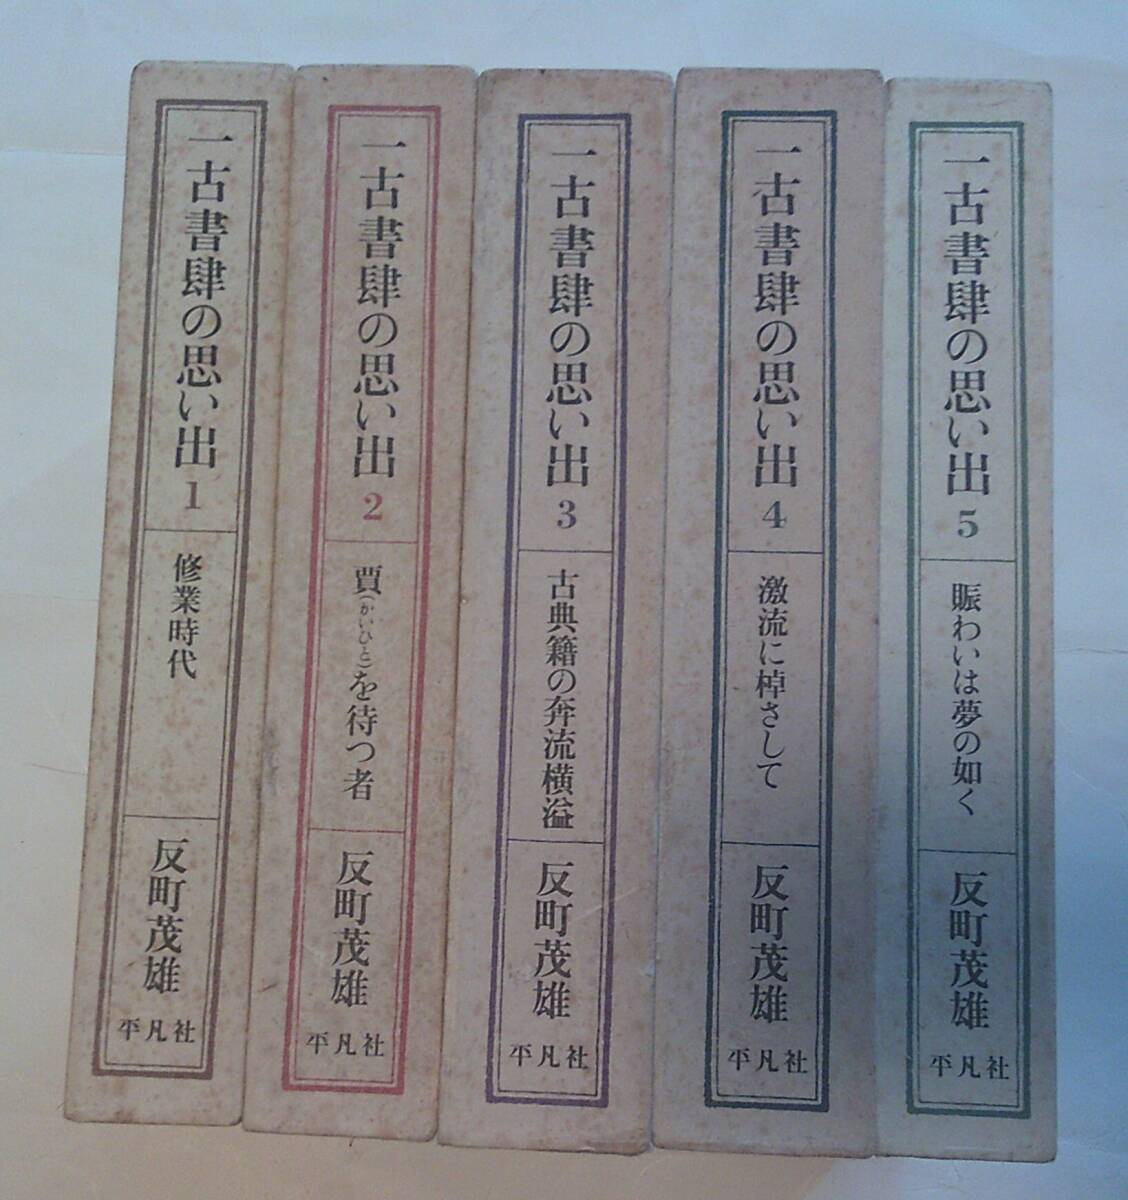 一古書肆の思い出 1
修業時代
反町茂雄
平凡社
一古書肆の思い出 2
賈(かいひと)を待つ者
反町茂雄
平凡社
一古書肆の思い出 3
古典籍の奔流横溢
反町茂雄
平凡社
一古書肆の思い出 4
激流に棹さして
反町茂雄
平凡社
一古書肆の思い出 5
賑わいは夢の如く
反町茂雄
平凡社